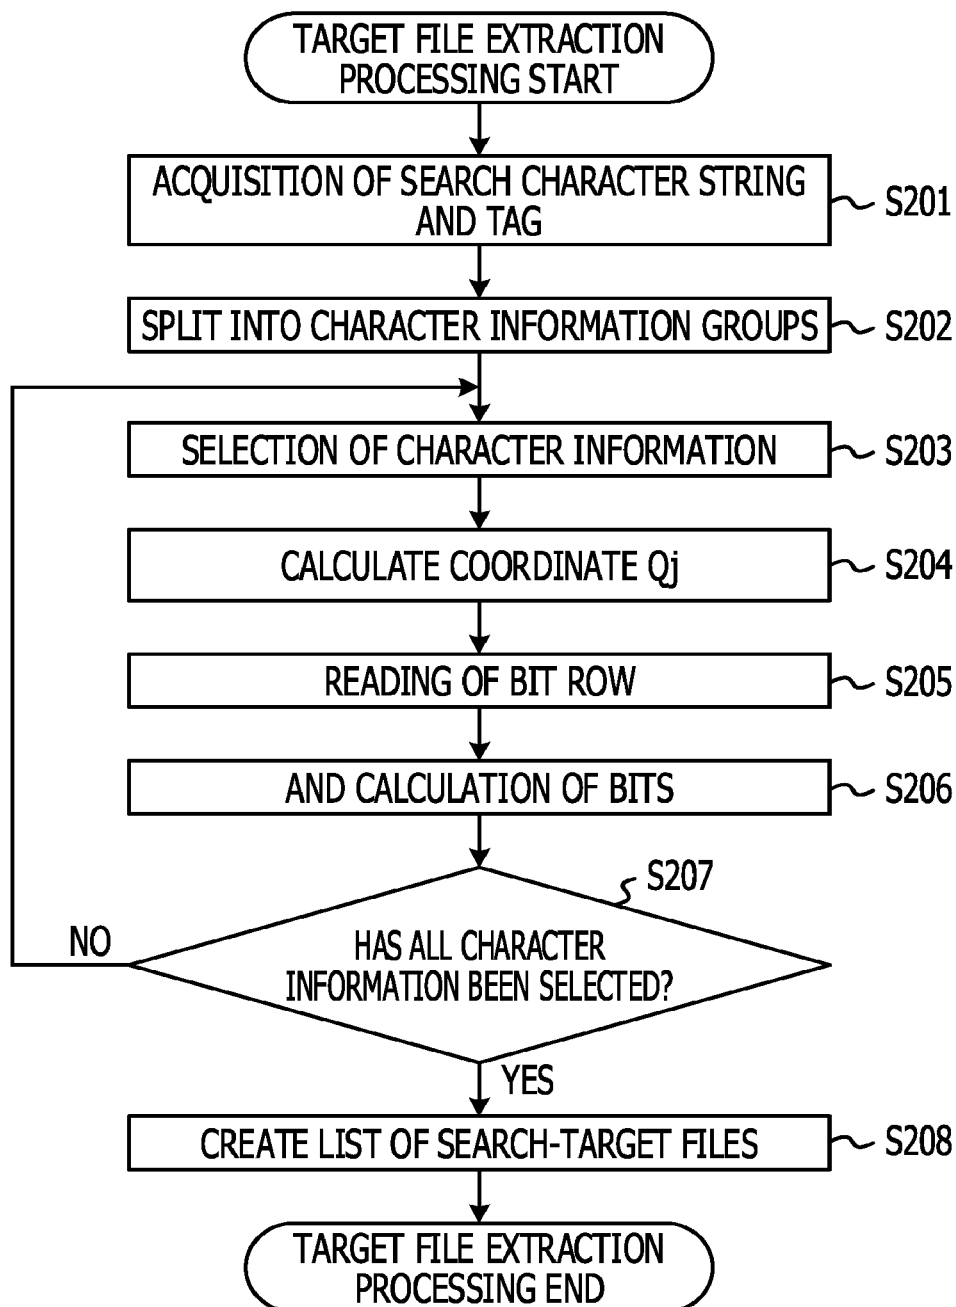 TARGET FILE EXTRACTION
PROCESSING START
ACQUISITION OF SEARCH CHARACTER STRING
AND TAG
S201
SPLIT INTO CHARACTER INFORMATION GROUPS
S202
SELECTION OF CHARACTER INFORMATION
S203
CALCULATE COORDINATE Qj
S204
READING OF BIT ROW
S205
AND CALCULATION OF BITS
S206
S207
NO
HAS ALL CHARACTER
INFORMATION BEEN SELECTED?
YES
CREATE LIST OF SEARCH-TARGET FILES
S208
TARGET FILE EXTRACTION
PROCESSING END